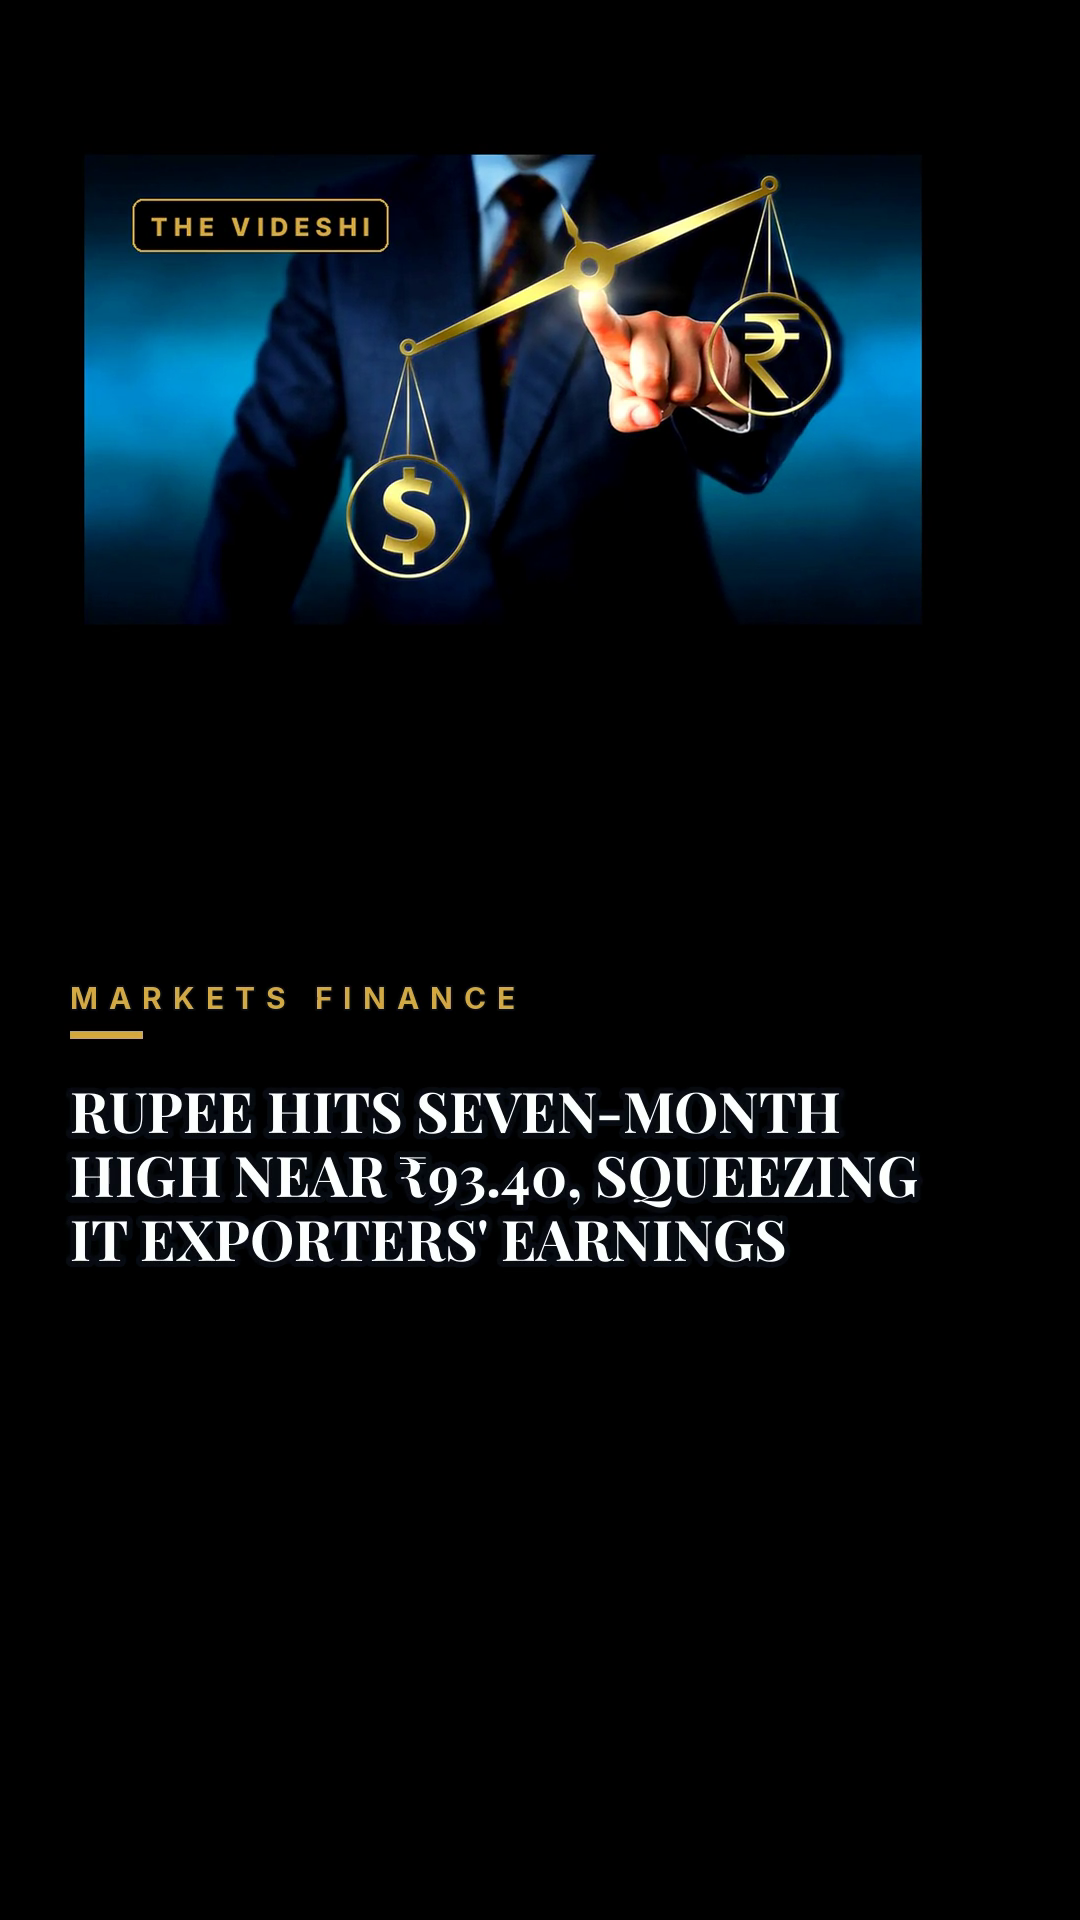 THE VIDESHI
$
₹
MARKETS FINANCE
RUPEE HITS SEVEN-MONTH
HIGH NEAR ₹93.40, SQUEEZING
IT EXPORTERS' EARNINGS